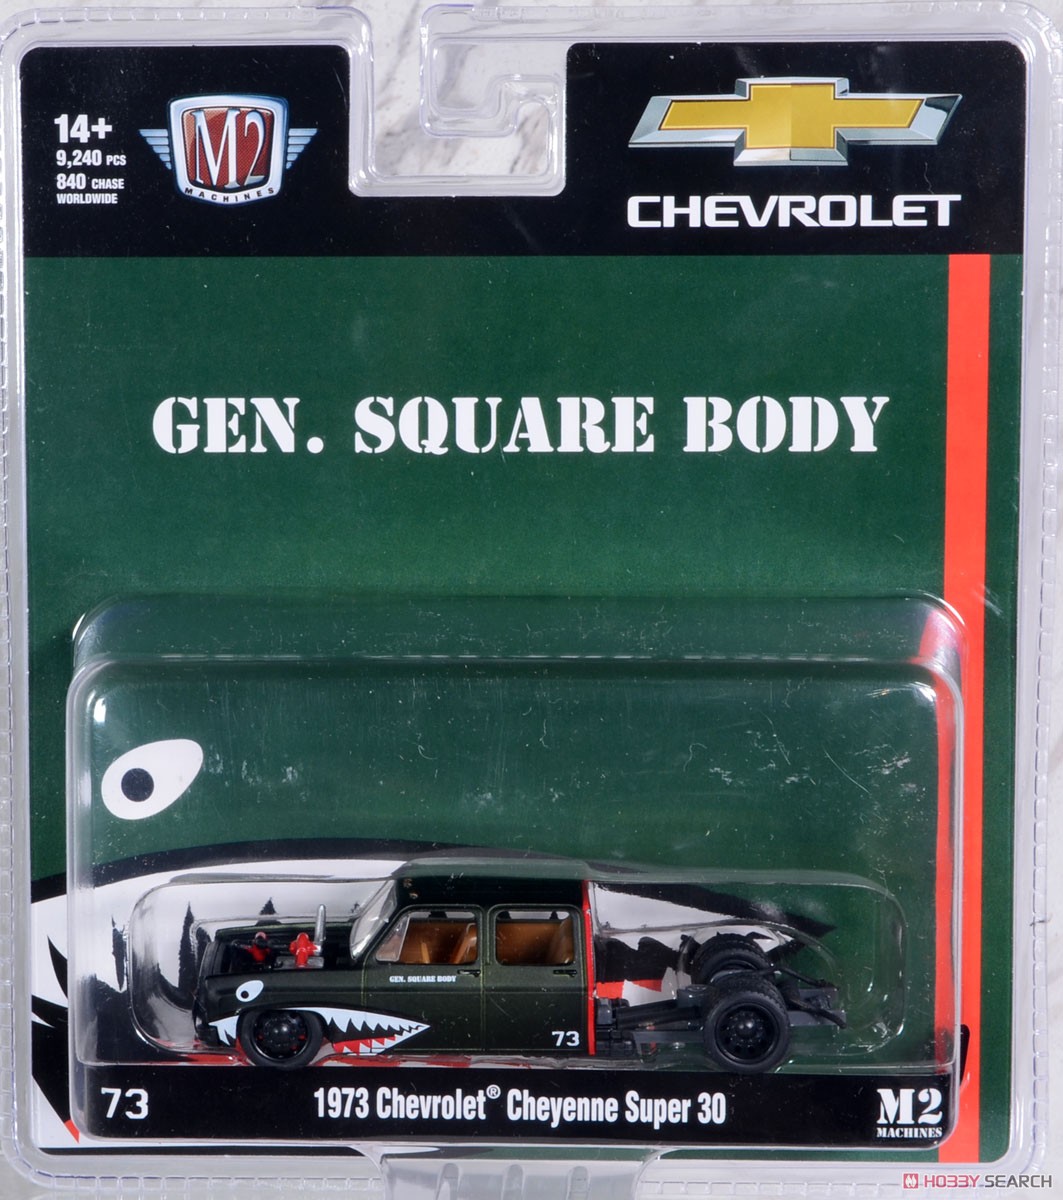 14+
9,240 PCS
840 CHASE
WORLDWIDE
M2
MACHINES
CHEVROLET
GEN. SQUARE BODY
GEN. SQUARE BODY
73
73
1973 Chevrolet® Cheyenne Super 30
M2
MACHINES
HOBBY SEARCH